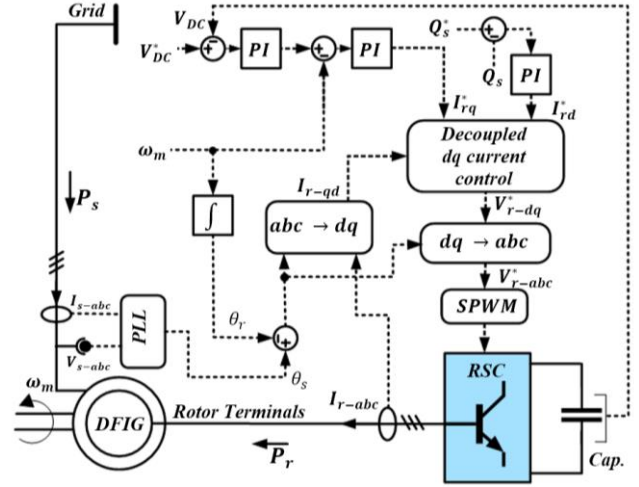 Grid
V_DC
V*_DC
PI
PI
Q*_s
Q_s
PI
I*_rq
I*_rd
ω_m
Decoupled
dq current
control
P_s
I_r-qd
∫
abc → dq
V*_r-dq
dq → abc
V*_r-abc
SPWM
I_s-abc
PLL
V_s-abc
θ_r
θ_s
ω_m
DFIG
Rotor Terminals
I_r-abc
P_r
RSC
Cap.